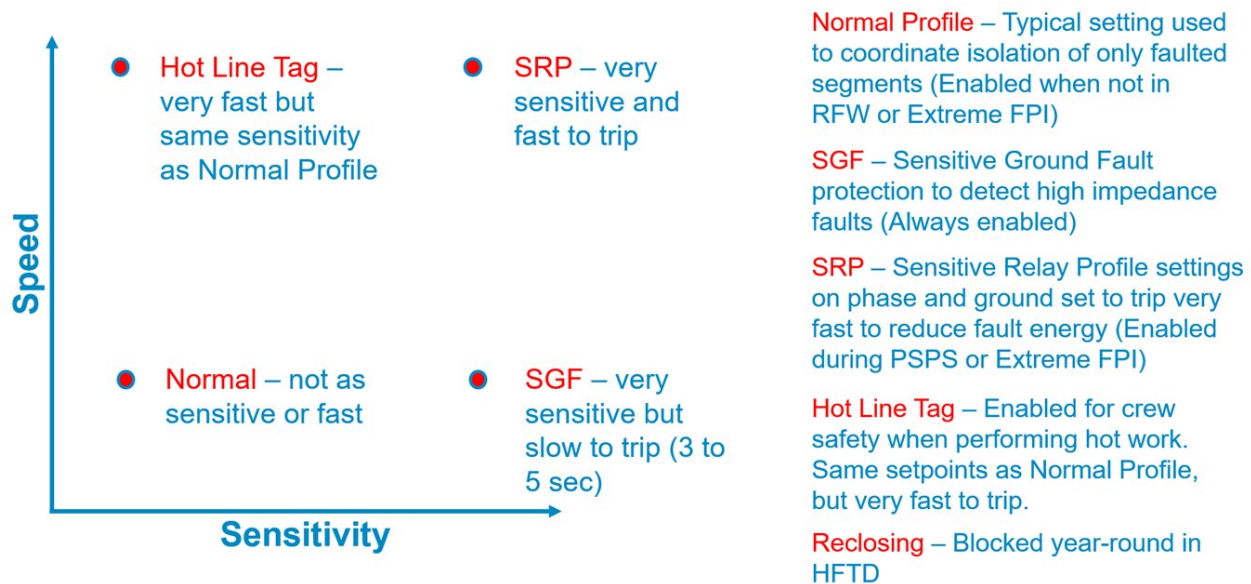 Speed
Hot Line Tag –
very fast but
same sensitivity
as Normal Profile
SRP – very
sensitive and
fast to trip
Normal – not as
sensitive or fast
SGF – very
sensitive but
slow to trip (3 to
5 sec)
Sensitivity
Normal Profile – Typical setting used
to coordinate isolation of only faulted
segments (Enabled when not in
RFW or Extreme FPI)
SGF – Sensitive Ground Fault
protection to detect high impedance
faults (Always enabled)
SRP – Sensitive Relay Profile settings
on phase and ground set to trip very
fast to reduce fault energy (Enabled
during PSPS or Extreme FPI)
Hot Line Tag – Enabled for crew
safety when performing hot work.
Same setpoints as Normal Profile,
but very fast to trip.
Reclosing – Blocked year-round in
HFTD